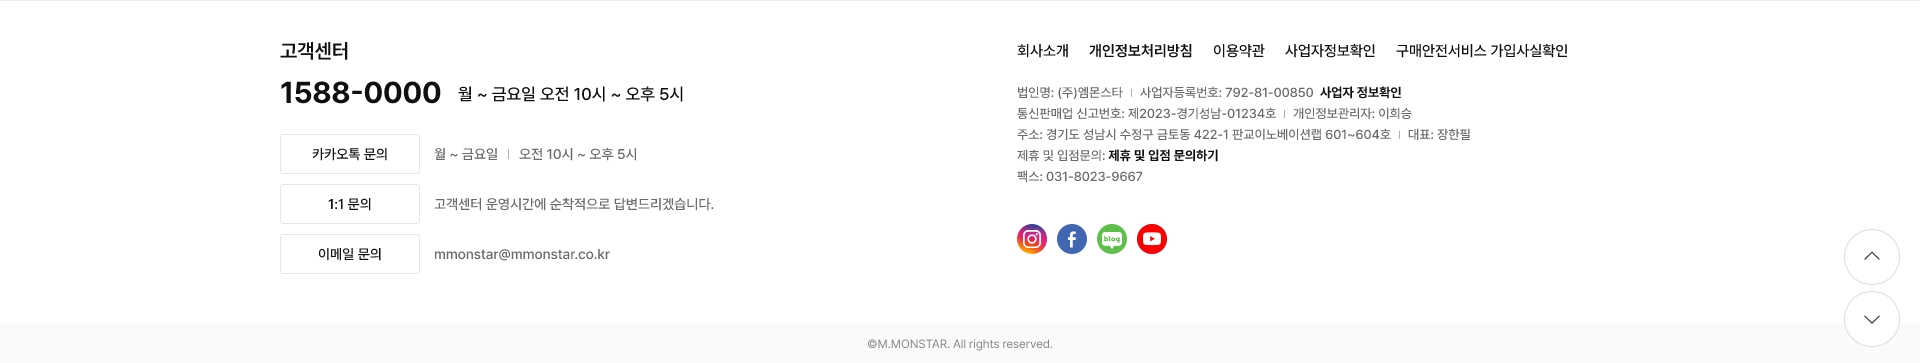 고객센터
1588-0000 월 ~ 금요일 오전 10시 ~ 오후 5시
카카오톡 문의 월 ~ 금요일 | 오전 10시 ~ 오후 5시
1:1 문의 고객센터 운영시간에 순착적으로 답변드리겠습니다.
이메일 문의 mmonstar@mmonstar.co.kr
회사소개 개인정보처리방침 이용약관 사업자정보확인 구매안전서비스 가입사실확인
법인명: (주)엠몬스타 | 사업자등록번호: 792-81-00850 사업자 정보확인
통신판매업 신고번호: 제2023-경기성남-01234호 | 개인정보관리자: 이희승
주소: 경기도 성남시 수정구 금토동 422-1 판교이노베이션랩 601~604호 | 대표: 장한필
제휴 및 입점문의: 제휴 및 입점 문의하기
팩스: 031-8023-9667
blog
©M.MONSTAR. All rights reserved.